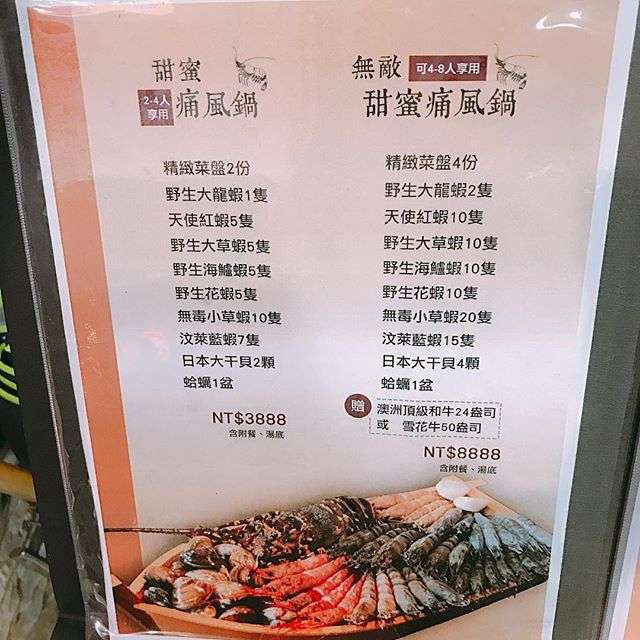 甜蜜
2-4人
享用
痛風鍋
精緻菜盤2份
野生大龍蝦1隻
天使紅蝦5隻
野生大草蝦5隻
野生海鱸蝦5隻
野生花蝦5隻
無毒小草蝦10隻
汶萊藍蝦7隻
日本大干貝2顆
蛤蠣1盆
NT$3888
含附餐、湯底
無敵 可4-8人享用
甜蜜痛風鍋
精緻菜盤4份
野生大龍蝦2隻
天使紅蝦10隻
野生大草蝦10隻
野生海鱸蝦10隻
野生花蝦10隻
無毒小草蝦20隻
汶萊藍蝦15隻
日本大干貝4顆
蛤蠣1盆
贈 澳洲頂級和牛24盎司
或 雪花牛50盎司
NT$8888
含附餐、湯底